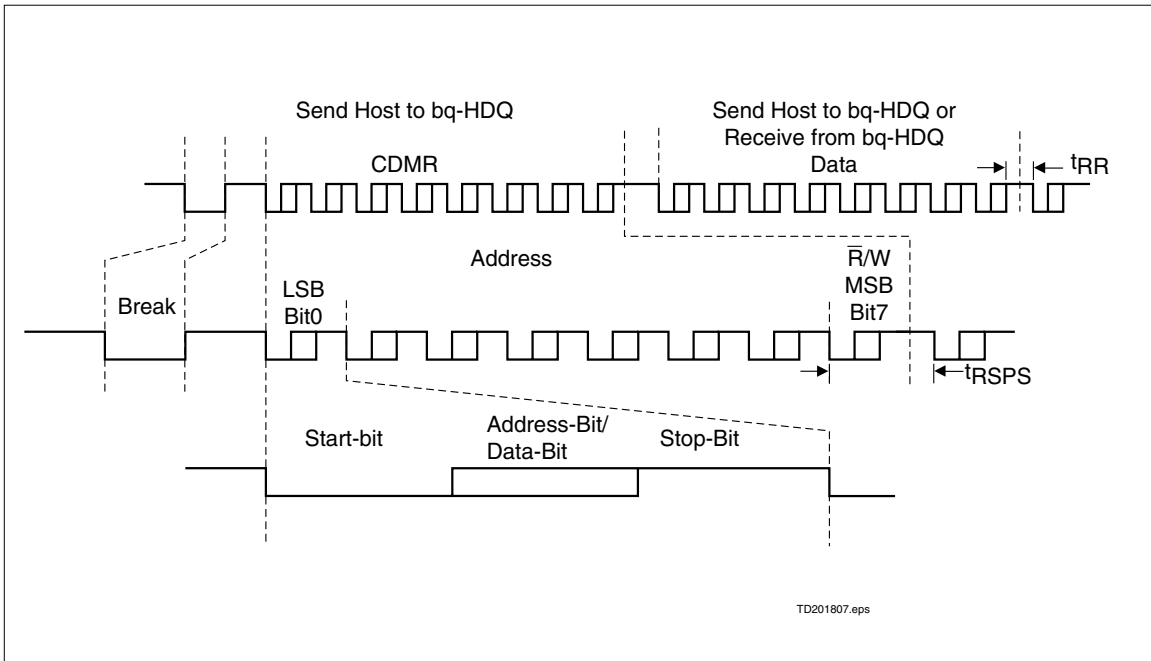 Send Host to bq-HDQ
Send Host to bq-HDQ or
Receive from bq-HDQ
CDMR
Data
tRR
Address
R̅/W
MSB
Bit7
LSB
Bit0
Break
tRSPS
Start-bit
Address-Bit/
Data-Bit
Stop-Bit
TD201807.eps